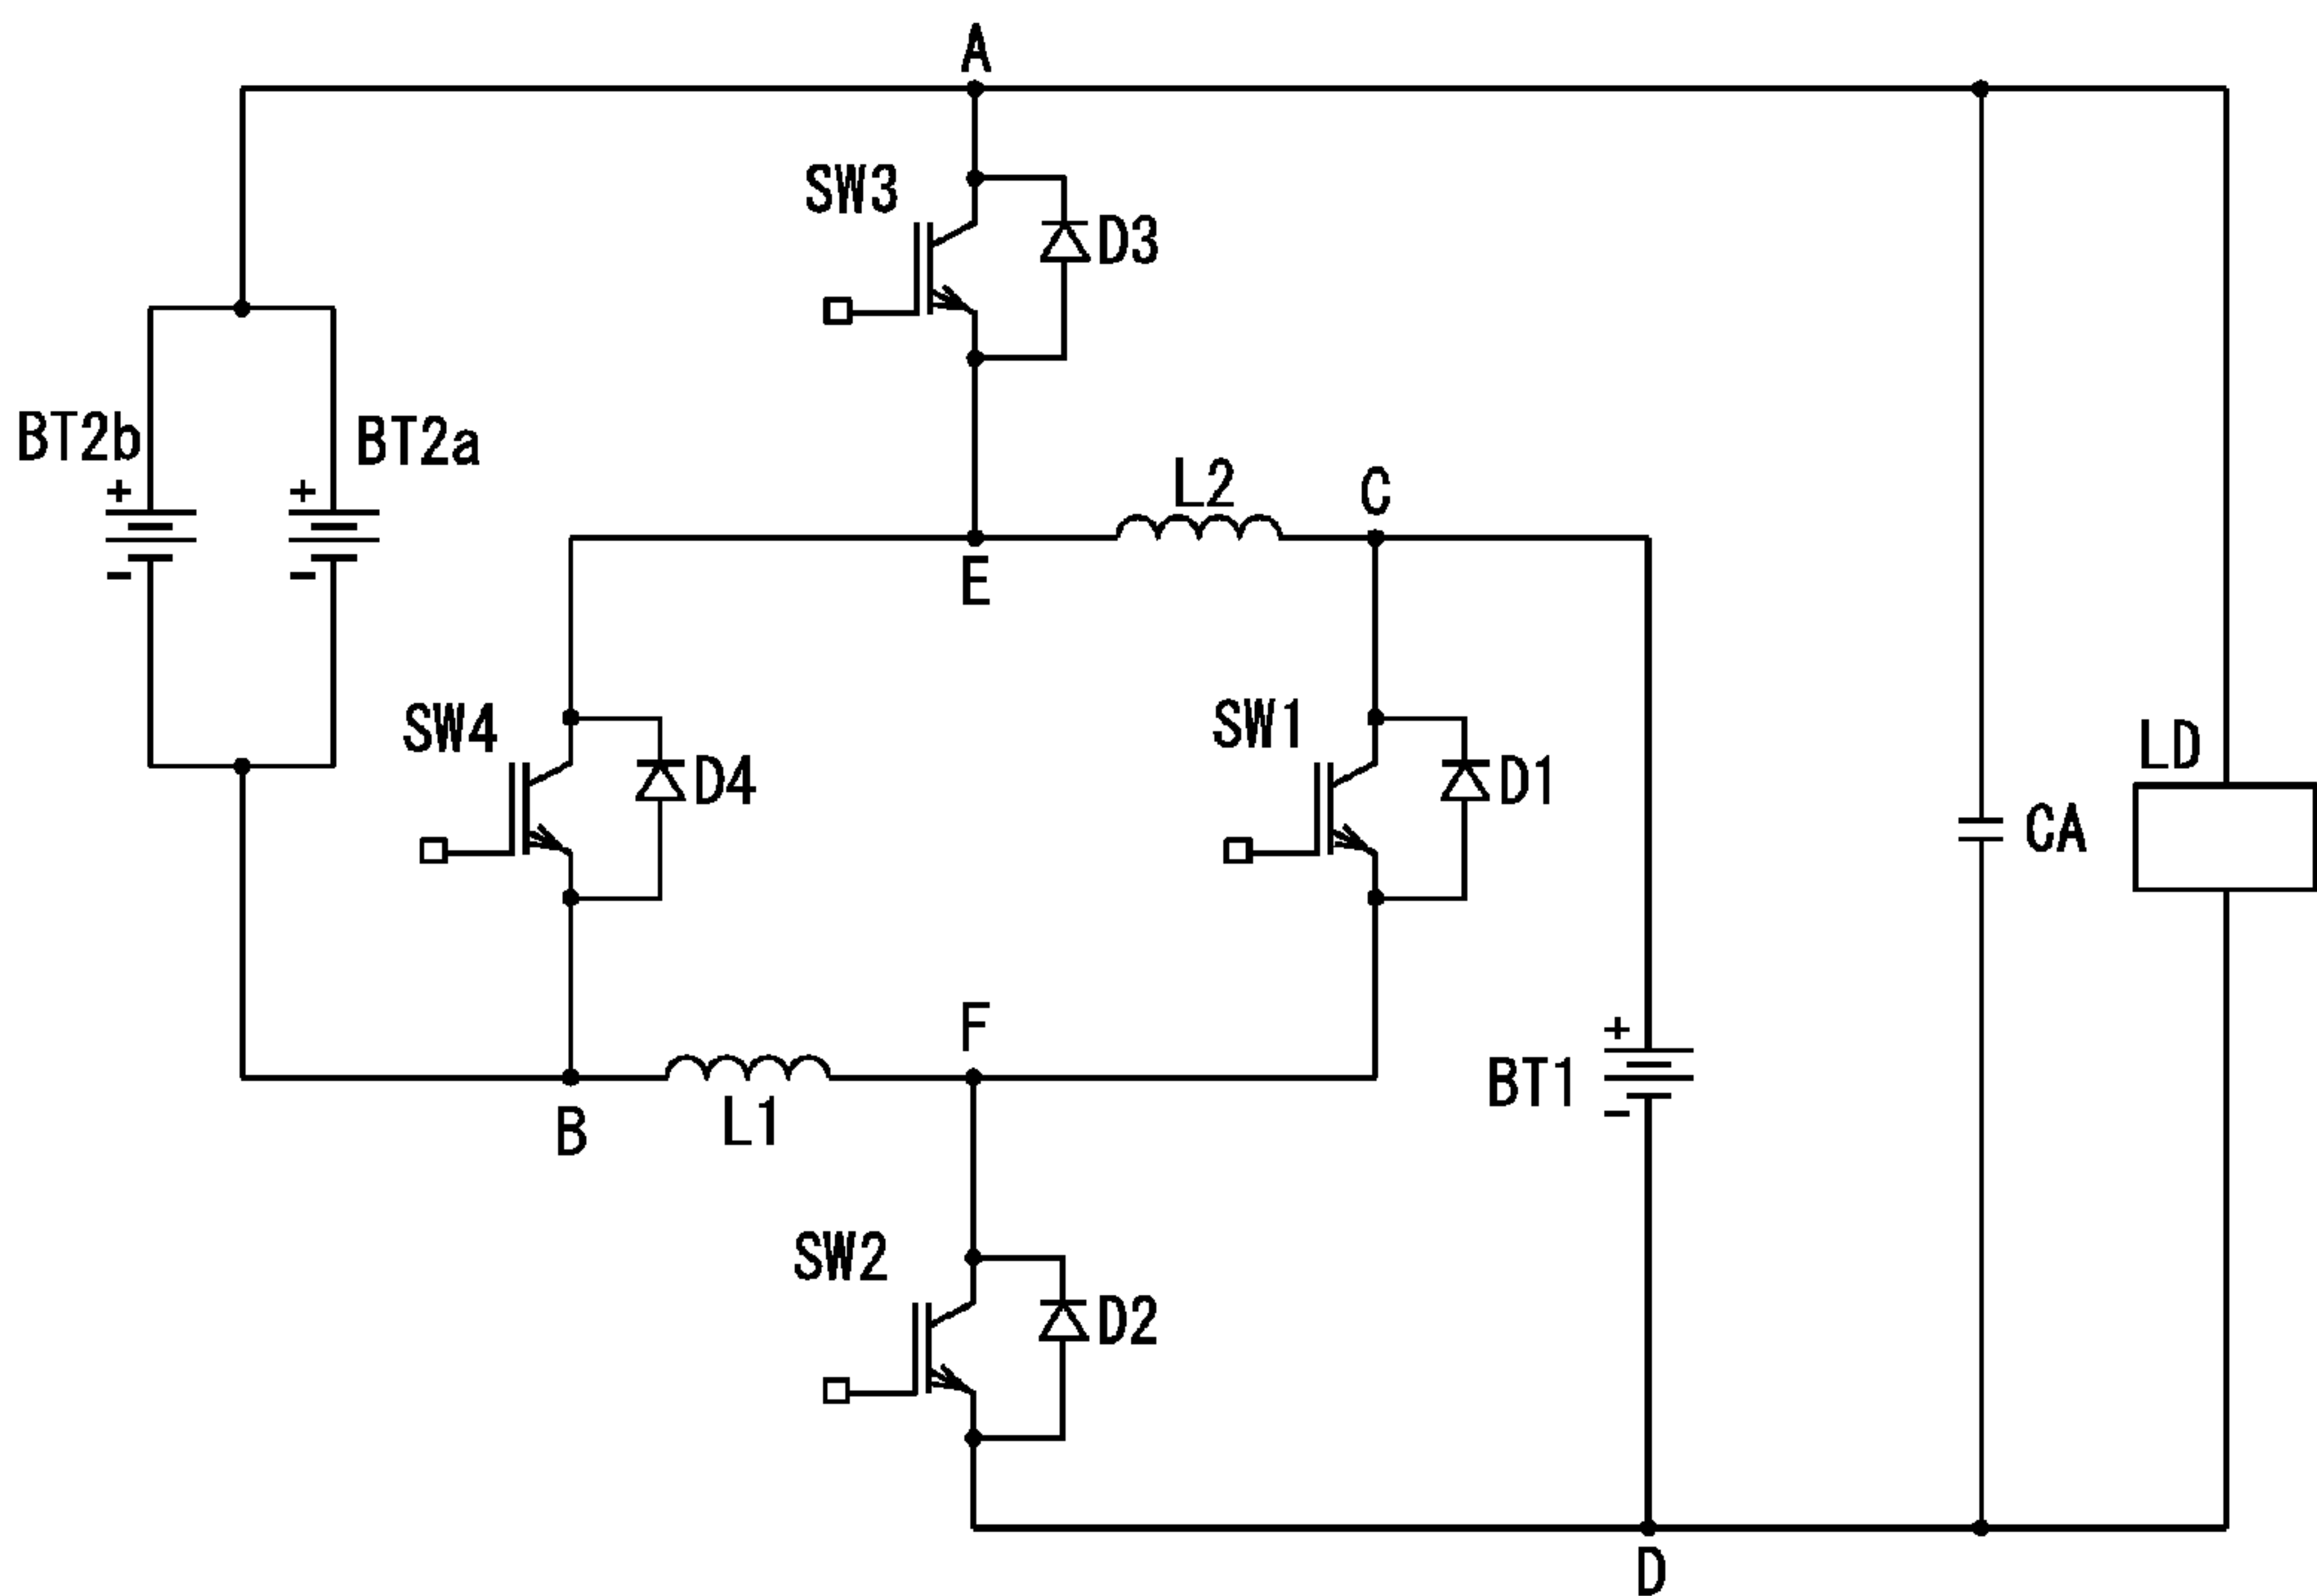 A
SW3
D3
BT2b
BT2a
+
+
-
-
L2
C
E
SW4
D4
SW1
D1
LD
CA
F
+
BT1
-
B
L1
SW2
D2
D